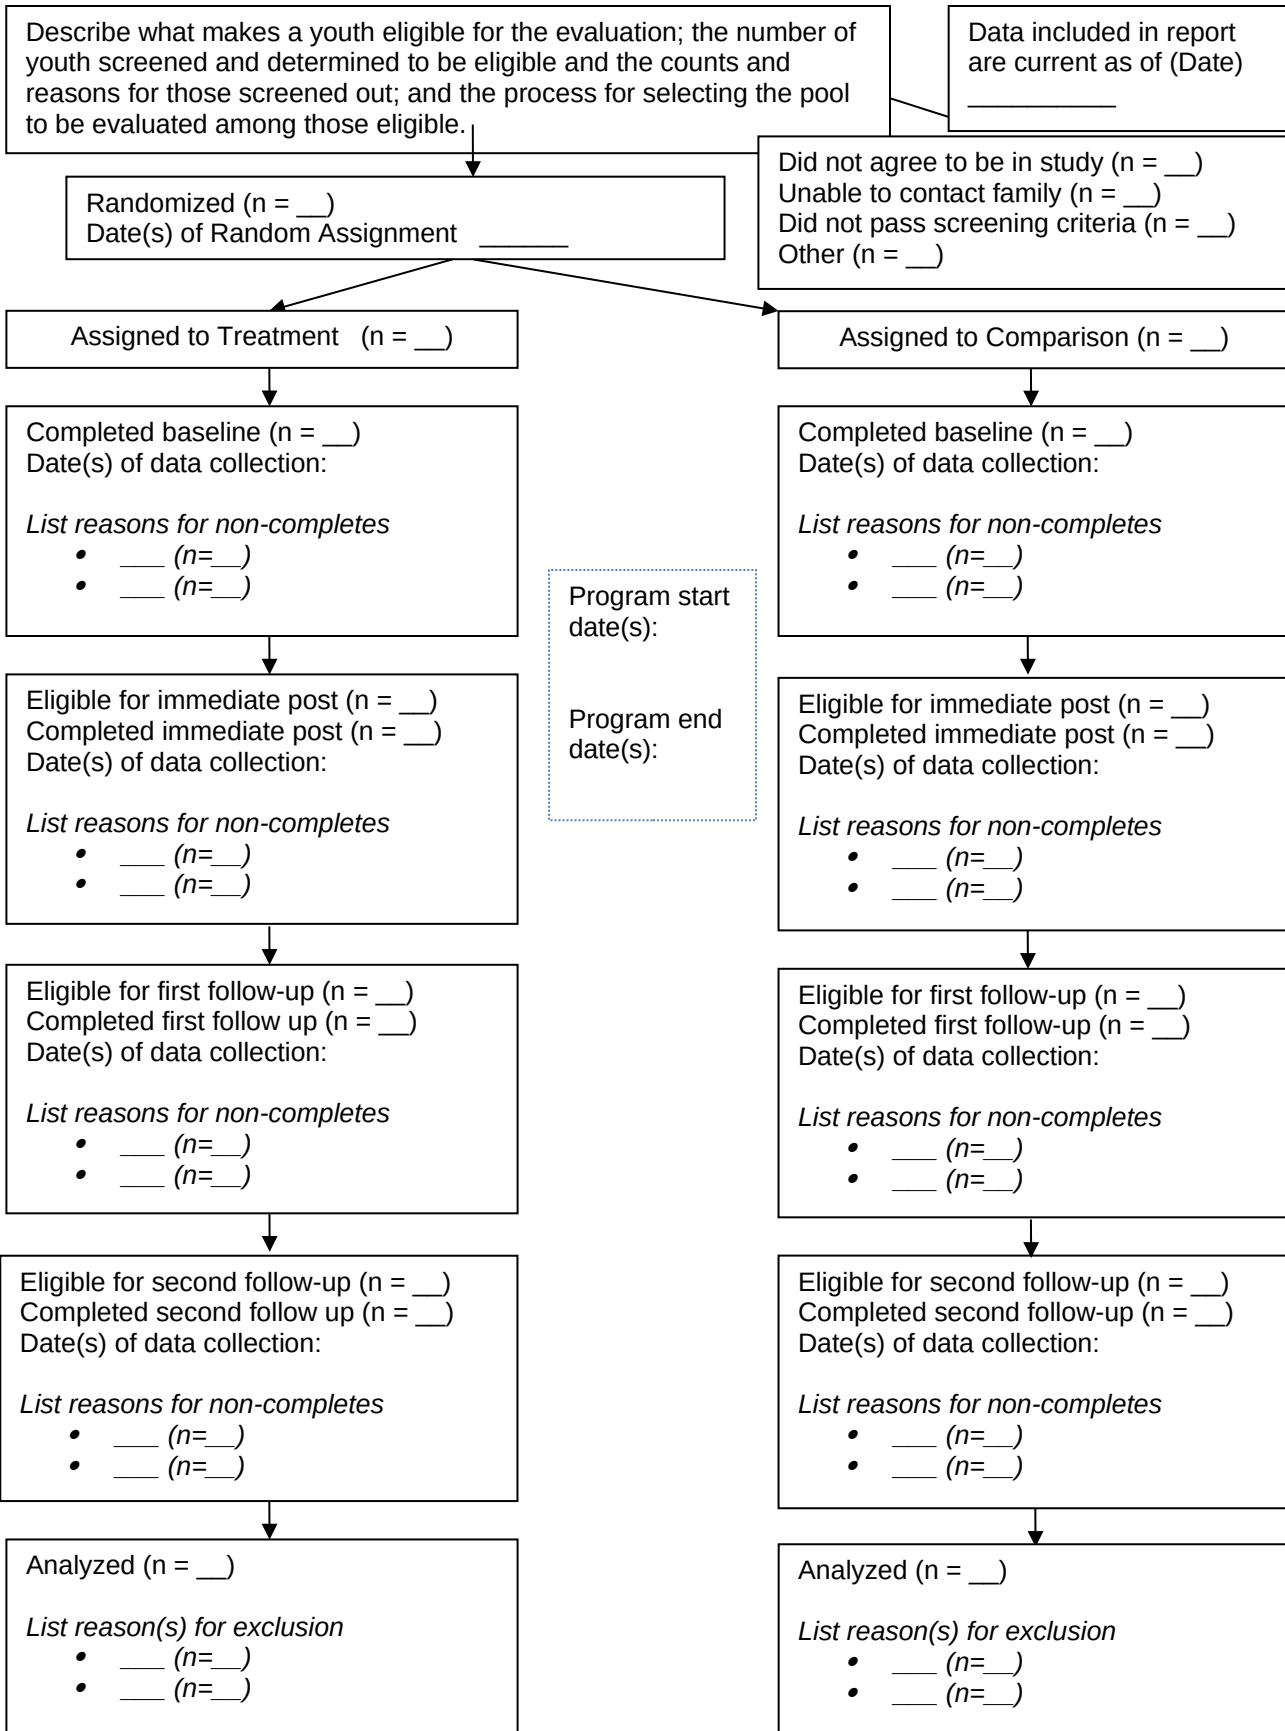 Describe what makes a youth eligible for the evaluation; the number of
youth screened and determined to be eligible and the counts and
reasons for those screened out; and the process for selecting the pool
to be evaluated among those eligible.
Data included in report
are current as of (Date)
__________
Did not agree to be in study (n = __)
Unable to contact family (n = __)
Did not pass screening criteria (n = __)
Other (n = __)
Randomized (n = __)
Date(s) of Random Assignment ______
Assigned to Treatment (n = __)
Assigned to Comparison (n = __)
Completed baseline (n = __)
Date(s) of data collection:
List reasons for non-completes
• ___ (n=__)
• ___ (n=__)
Completed baseline (n = __)
Date(s) of data collection:
List reasons for non-completes
• ___ (n=__)
• ___ (n=__)
Program start
date(s):
Program end
date(s):
Eligible for immediate post (n = __)
Completed immediate post (n = __)
Date(s) of data collection:
List reasons for non-completes
• ___ (n=__)
• ___ (n=__)
Eligible for immediate post (n = __)
Completed immediate post (n = __)
Date(s) of data collection:
List reasons for non-completes
• ___ (n=__)
• ___ (n=__)
Eligible for first follow-up (n = __)
Completed first follow up (n = __)
Date(s) of data collection:
List reasons for non-completes
• ___ (n=__)
• ___ (n=__)
Eligible for first follow-up (n = __)
Completed first follow-up (n = __)
Date(s) of data collection:
List reasons for non-completes
• ___ (n=__)
• ___ (n=__)
Eligible for second follow-up (n = __)
Completed second follow up (n = __)
Date(s) of data collection:
List reasons for non-completes
• ___ (n=__)
• ___ (n=__)
Eligible for second follow-up (n = __)
Completed second follow-up (n = __)
Date(s) of data collection:
List reasons for non-completes
• ___ (n=__)
• ___ (n=__)
Analyzed (n = __)
List reason(s) for exclusion
• ___ (n=__)
• ___ (n=__)
Analyzed (n = __)
List reason(s) for exclusion
• ___ (n=__)
• ___ (n=__)